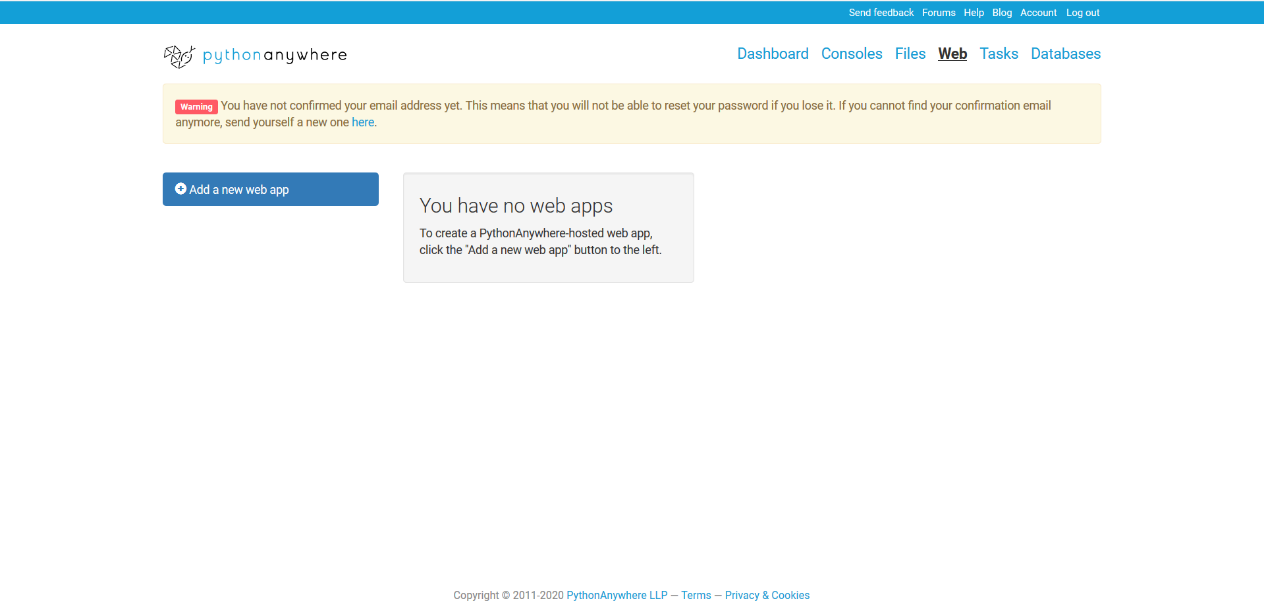 Send feedback Forums Help Blog Account Log out
pythonanywhere
Dashboard Consoles Files Web Tasks Databases
Warning You have not confirmed your email address yet. This means that you will not be able to reset your password if you lose it. If you cannot find your confirmation email
anymore, send yourself a new one here.
Add a new web app
You have no web apps
To create a PythonAnywhere-hosted web app,
click the "Add a new web app" button to the left.
Copyright © 2011-2020 PythonAnywhere LLP — Terms — Privacy & Cookies